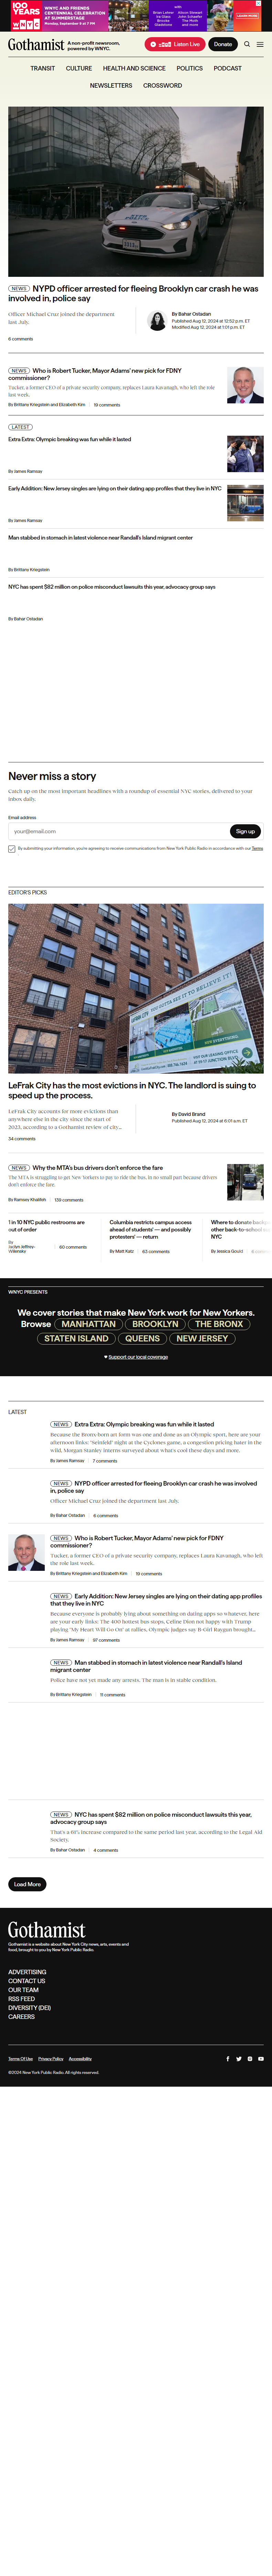 100
YEARS
WNYC
WNYC AND FRIENDS
CENTENNIAL CELEBRATION
AT SUMMERSTAGE
Monday, September 9 at 7 PM
with
Brian Lehrer
Ira Glass
Brooke
Gladstone
Alison Stewart
John Schaefer
The Moth
and more!
LEARN MORE
Gothamist
A non-profit newsroom,
powered by WNYC.
Listen Live
Donate
TRANSIT CULTURE HEALTH AND SCIENCE POLITICS PODCAST
NEWSLETTERS CROSSWORD
NEWS NYPD officer arrested for fleeing Brooklyn car crash he was
involved in, police say
Officer Michael Cruz joined the department
last July.
By Bahar Ostadan
Published Aug 12, 2024 at 12:52 p.m. ET
Modified Aug 12, 2024 at 1:01 p.m. ET
6 comments
NEWS Who is Robert Tucker, Mayor Adams' new pick for FDNY
commissioner?
Tucker, a former CEO of a private security company, replaces Laura Kavanagh, who left the role
last week.
By Brittany Kriegstein and Elizabeth Kim 19 comments
LATEST
Extra Extra: Olympic breaking was fun while it lasted
By James Ramsay
Early Addition: New Jersey singles are lying on their dating app profiles that they live in NYC
By James Ramsay
Man stabbed in stomach in latest violence near Randall's Island migrant center
By Brittany Kriegstein
NYC has spent $82 million on police misconduct lawsuits this year, advocacy group says
By Bahar Ostadan
Never miss a story
Catch up on the most important headlines with a roundup of essential NYC stories, delivered to your
inbox daily.
Email address
your@email.com
Sign up
By submitting your information, you're agreeing to receive communications from New York Public Radio in accordance with our Terms.
EDITOR'S PICKS
LeFrak City has the most evictions in NYC. The landlord is suing to
speed up the process.
LeFrak City accounts for more evictions than
anywhere else in the city since the start of
2023, according to a Gothamist review of city...
By David Brand
Published Aug 12, 2024 at 6:01 a.m. ET
34 comments
NEWS Why the MTA's bus drivers don't enforce the fare
The MTA is struggling to get New Yorkers to pay to ride the bus, in no small part because drivers
don't enforce the fare.
By Ramsey Khalifeh 139 comments
1 in 10 NYC public restrooms are
out of order
By
Jaclyn Jeffrey-
Wilensky
60 comments
Columbia restricts campus access
ahead of students' — and possibly
protesters' — return
By Matt Katz 63 comments
Where to donate
other back-to-school
NYC
By Jessica Gould
WNYC PRESENTS
We cover stories that make New York work for New Yorkers.
Browse MANHATTAN BROOKLYN THE BRONX
STATEN ISLAND QUEENS NEW JERSEY
❤ Support our local coverage
LATEST
NEWS Extra Extra: Olympic breaking was fun while it lasted
Because the Bronx-born art form was one and done as an Olympic sport, here are your
afternoon links: "Seinfeld" night at the Cyclones game, a congestion pricing hater in the
wild, Morgan Stanley interns surveyed about what's cool these days and more.
By James Ramsay 7 comments
NEWS NYPD officer arrested for fleeing Brooklyn car crash he was involved
in, police say
Officer Michael Cruz joined the department last July.
By Bahar Ostadan 6 comments
NEWS Who is Robert Tucker, Mayor Adams' new pick for FDNY
commissioner?
Tucker, a former CEO of a private security company, replaces Laura Kavanagh, who left
the role last week.
By Brittany Kriegstein and Elizabeth Kim 19 comments
NEWS Early Addition: New Jersey singles are lying on their dating app profiles
that they live in NYC
Because everyone is probably lying about something on dating apps so whatever, here
are your early links: The 400 hottest bus stops, Celine Dion not happy with Trump
playing "My Heart Will Go On" at rallies, Olympic judges say B-Girl Raygun brought...
By James Ramsay 97 comments
NEWS Man stabbed in stomach in latest violence near Randall's Island
migrant center
Police have not yet made any arrests. The man is in stable condition.
By Brittany Kriegstein 11 comments
NEWS NYC has spent $82 million on police misconduct lawsuits this year,
advocacy group says
That's a 61% increase compared to the same period last year, according to the Legal Aid
Society.
By Bahar Ostadan 4 comments
Load More
Gothamist
Gothamist is a website about New York City news, arts, events and
food, brought to you by New York Public Radio.
ADVERTISING
CONTACT US
OUR TEAM
RSS FEED
DIVERSITY (DEI)
CAREERS
Terms Of Use Privacy Policy Accessibility
©2024 New York Public Radio. All rights reserved.